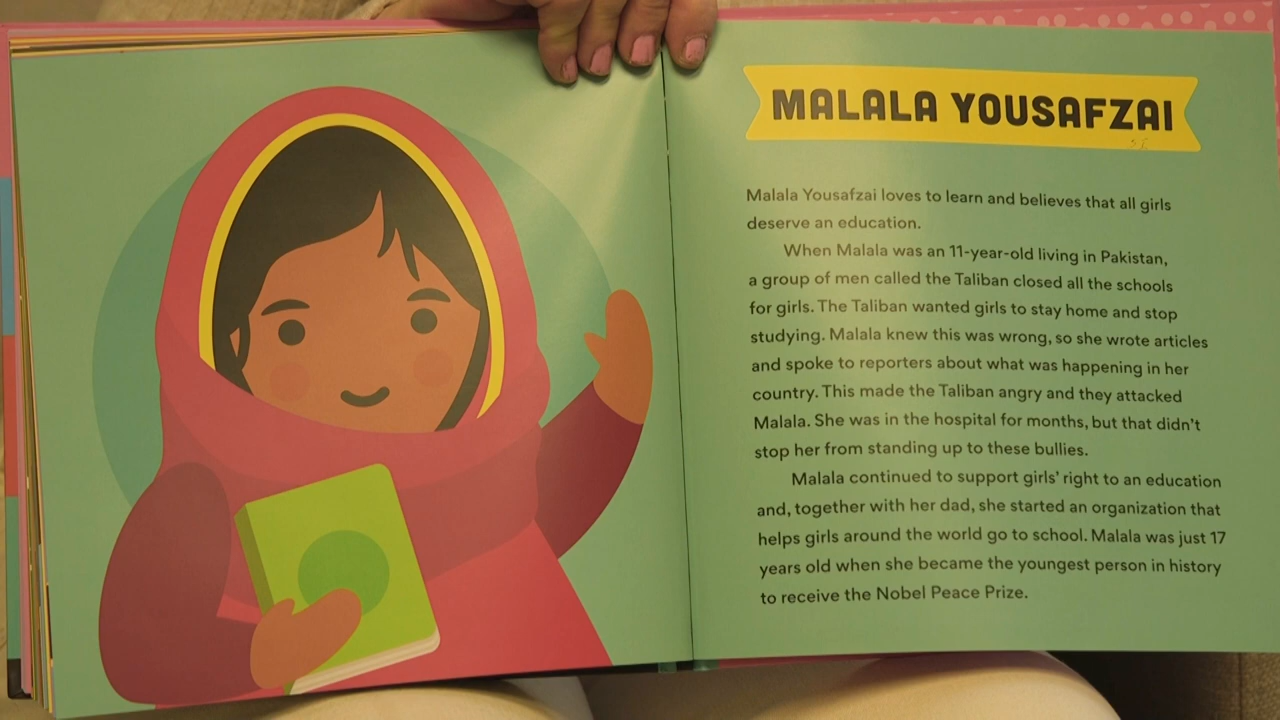 MALALA YOUSAFZAI
Malala Yousafzai loves to learn and believes that all girls
deserve an education.
When Malala was an 11-year-old living in Pakistan,
a group of men called the Taliban closed all the schools
for girls. The Taliban wanted girls to stay home and stop
studying. Malala knew this was wrong, so she wrote articles
and spoke to reporters about what was happening in her
country. This made the Taliban angry and they attacked
Malala. She was in the hospital for months, but that didn't
stop her from standing up to these bullies.
Malala continued to support girls' right to an education
and, together with her dad, she started an organization that
helps girls around the world go to school. Malala was just 17
years old when she became the youngest person in history
to receive the Nobel Peace Prize.